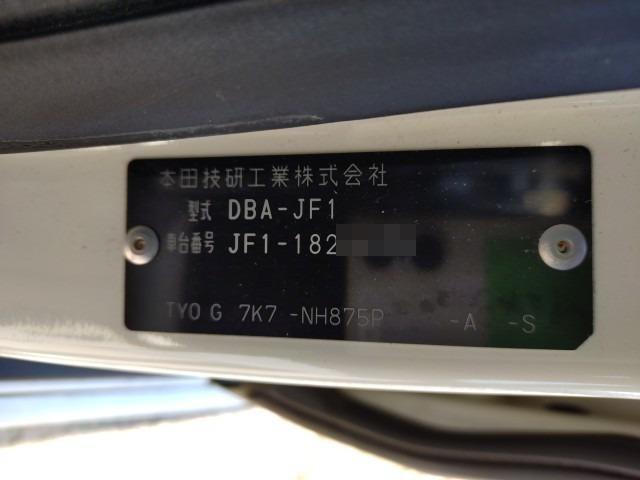 本田技研工業株式会社
型式 DBA-JF1
車台番号 JF1-182
TYO G 7K7 -NH875P -A -S